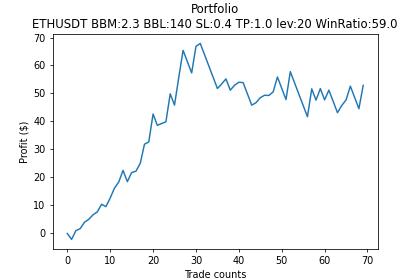 Portfolio
ETHUSDT BBM:2.3 BBL:140 SL:0.4 TP:1.0 lev:20 WinRatio:59.0
70
60
50
40
30
20
10
0
Profit ($)
0 10 20 30 40 50 60 70
Trade counts